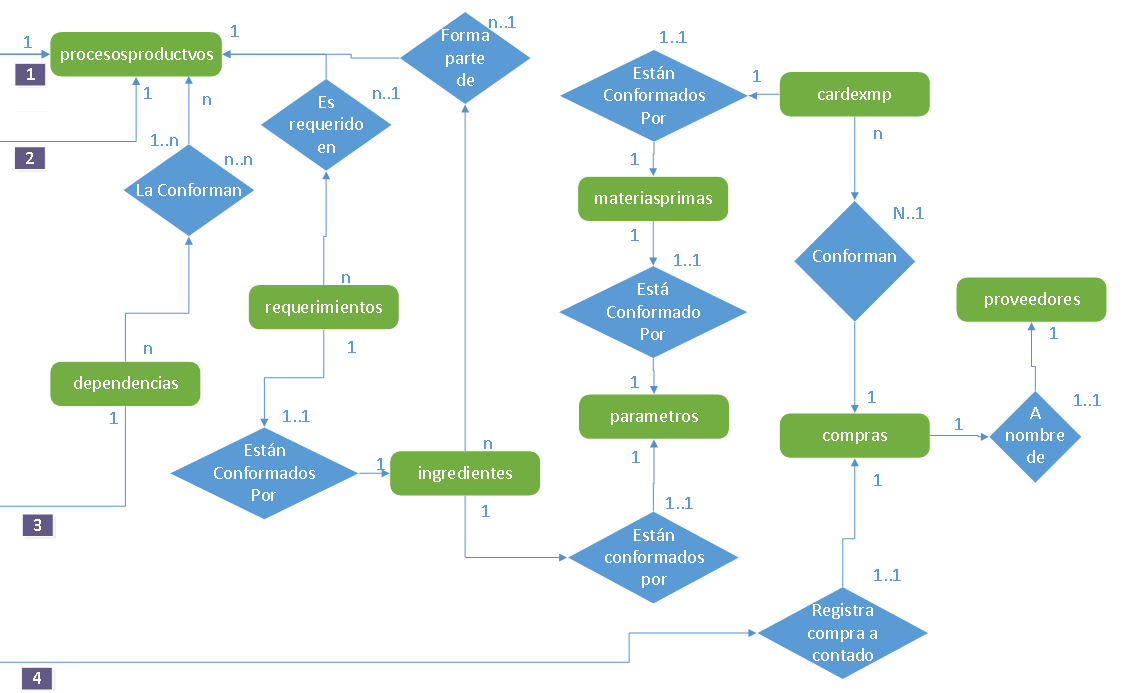 n..1
1
Forma
parte
de
1
procesosproductvos
1
1..1
Están
Conformados
Por
1
cardexmp
1
n
n..1
Es
requerido
en
n
1..n
n..n
2
La Conforman
1
materiasprimas
1
N..1
Conforman
1..1
Está
Conformado
Por
n
requerimientos
1
proveedores
1
n
dependencias
1
1
parametros
1
1
compras
1
1..1
A
nombre
de
1..1
Están
Conformados
Por
1
n
ingredientes
1
1
1
3
1..1
Están
conformados
por
1..1
Registra
compra a
contado
4